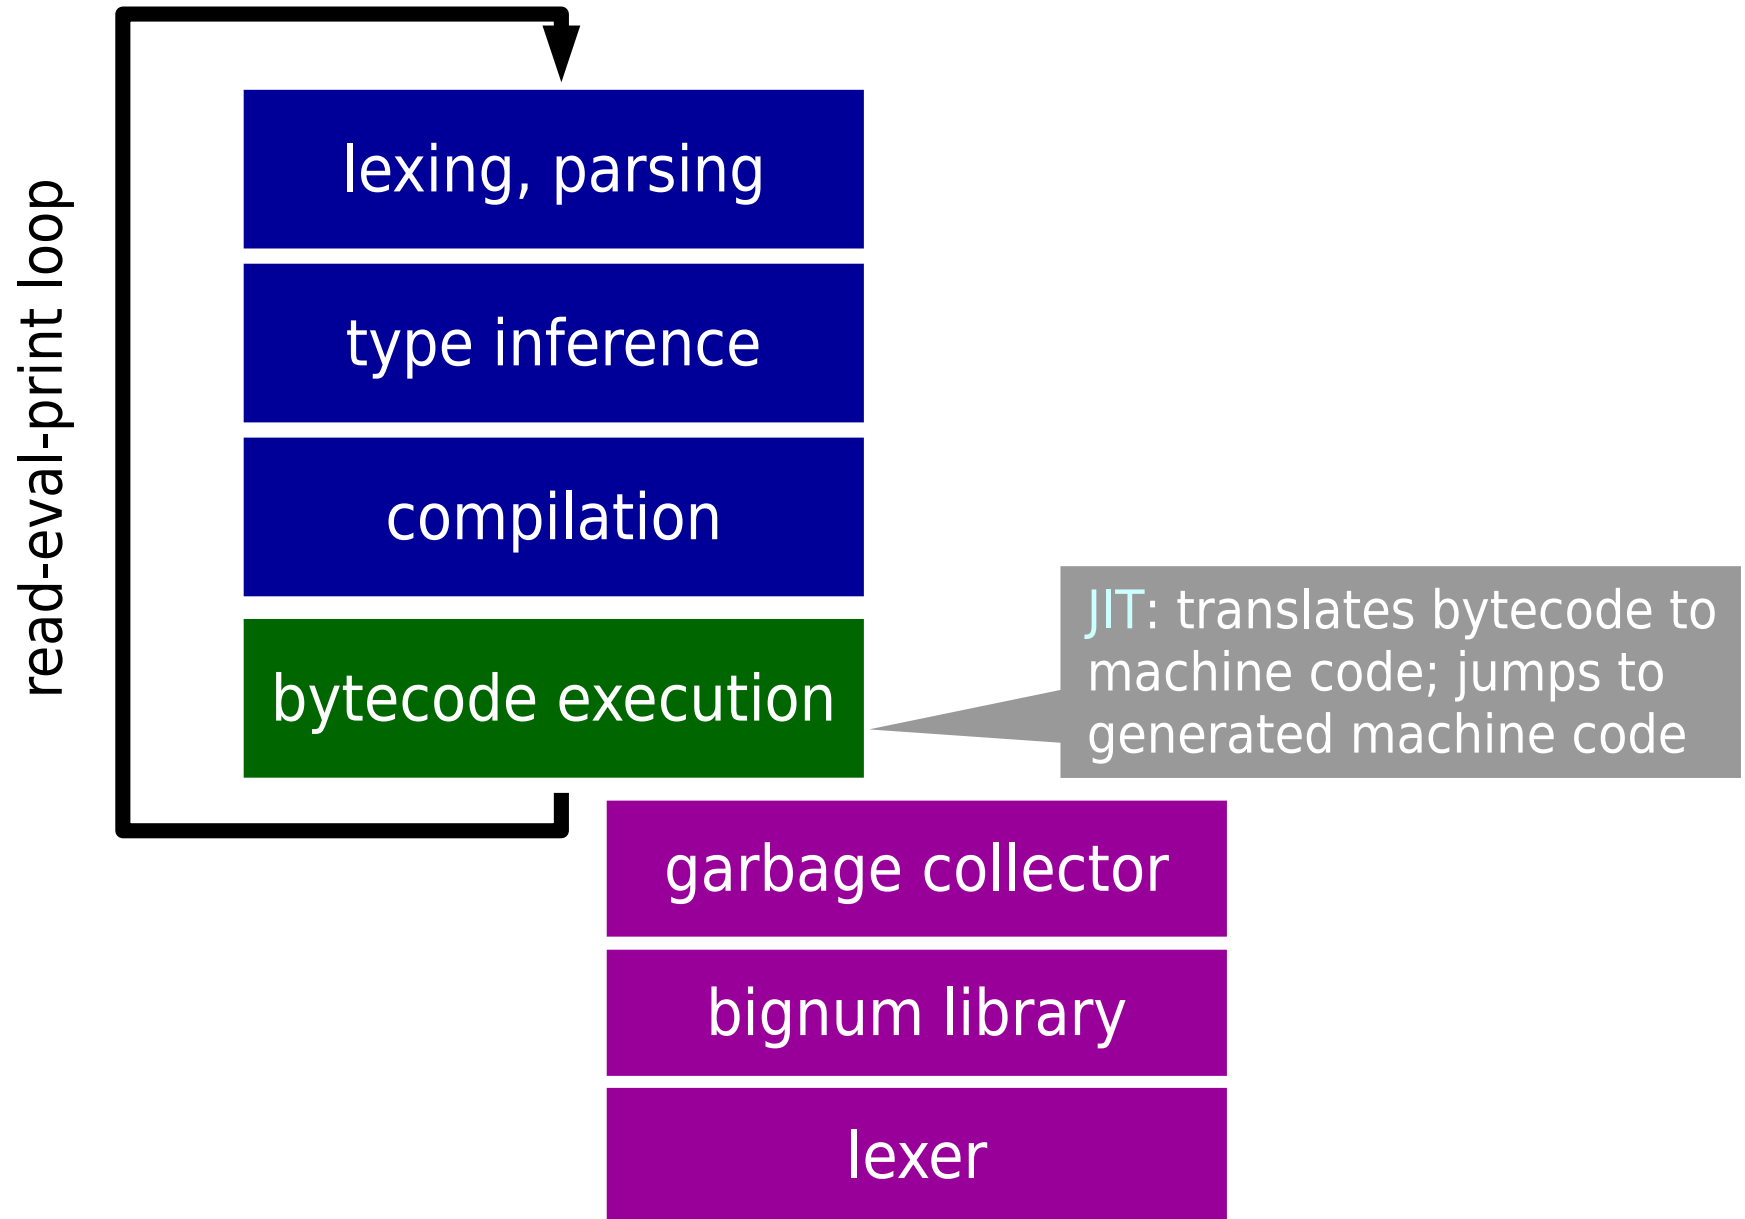 read-eval-print loop
lexing, parsing
type inference
compilation
bytecode execution
JIT: translates bytecode to
machine code; jumps to
generated machine code
garbage collector
bignum library
lexer